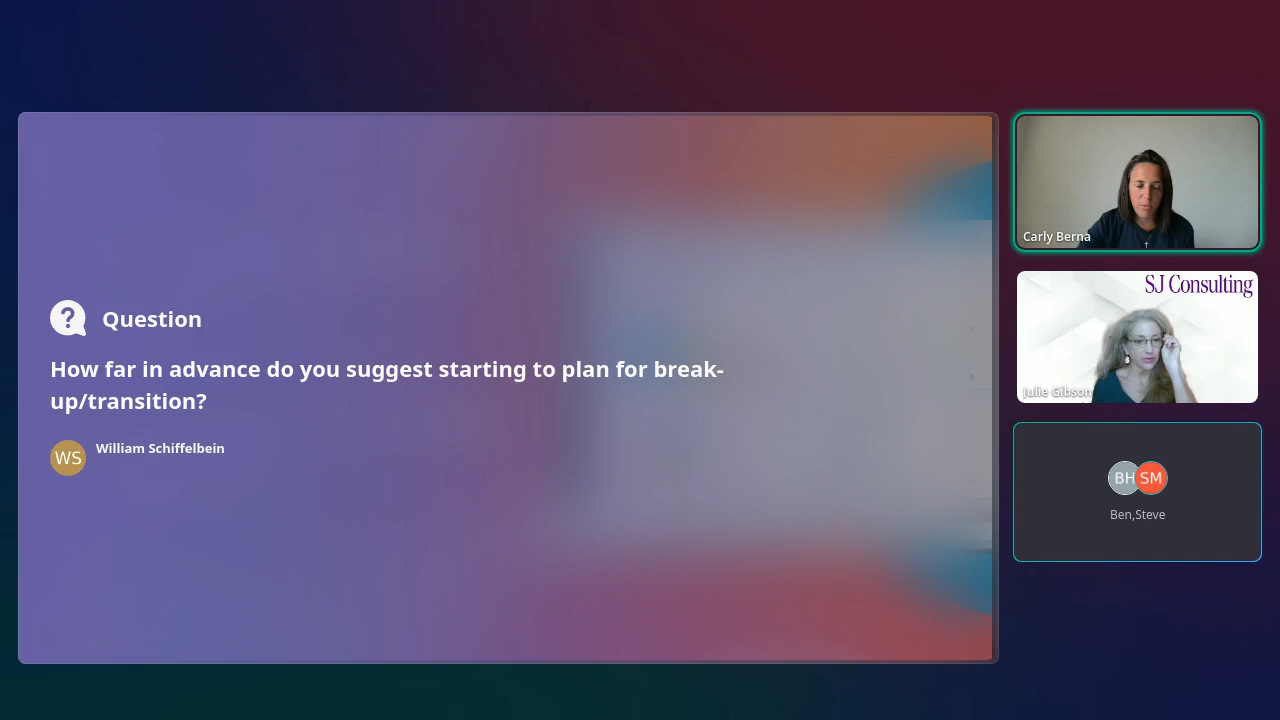 Question
How far in advance do you suggest starting to plan for break-
up/transition?
WS
William Schiffelbein
Carly Berna
SJ Consulting
Julie Gibson
BH
SM
Ben,Steve